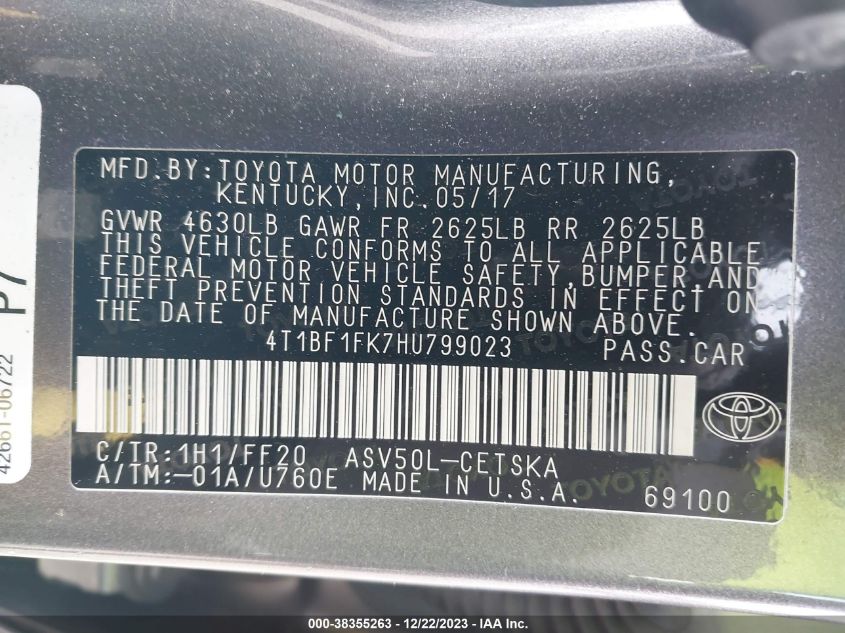 MFD.BY:TOYOTA MOTOR MANUFACTURING,
KENTUCKY,INC.05/17
GVWR 4630LB GAWR FR 2625LB RR 2625LB
THIS VEHICLE CONFORMS TO ALL APPLICABLE
FEDERAL MOTOR VEHICLE SAFETY,BUMPER,AND
THEFT PREVENTION STANDARDS IN EFFECT ON
THE DATE OF MANUFACTURE SHOWN ABOVE.
4T1BF1FK7HU799023 PASS.CAR
C/TR:1H1/FF20 ASV50L-CETSKA
A/TM:-01A/U760E MADE IN U.S.A.
69100
42661-06722 P7
000-38355263 - 12/22/2023 - IAA Inc.